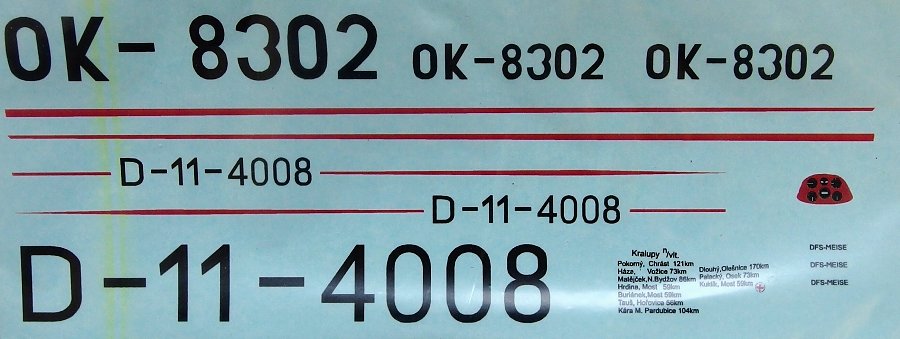 OK-8302 OK-8302 OK-8302
D-11-4008
D-11-4008
D-11-4008
Kralupy n/vlt.
Pokorný, Chrást 121km
Háza, Vožice 73km
Matějček,N.Bydžov 86km
Hrdina, Most 59km
Buriánek,Most 59km
Tauš, Hořovice 56km
Kára M. Pardubice 104km
Dlouhý,Olešnice 170km
Palacký, Osek 73km
Kuklík, Most 59km
DFS-MEISE
DFS-MEISE
DFS-MEISE